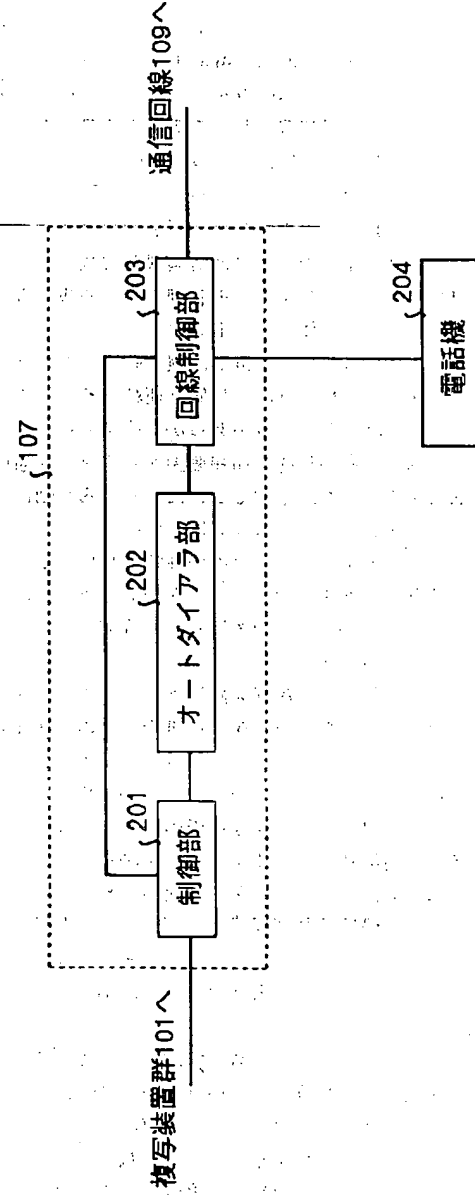 107
複写装置群101へ
201
制御部
202
オートダイアラ部
203
回線制御部
通信回線109へ
204
電話機